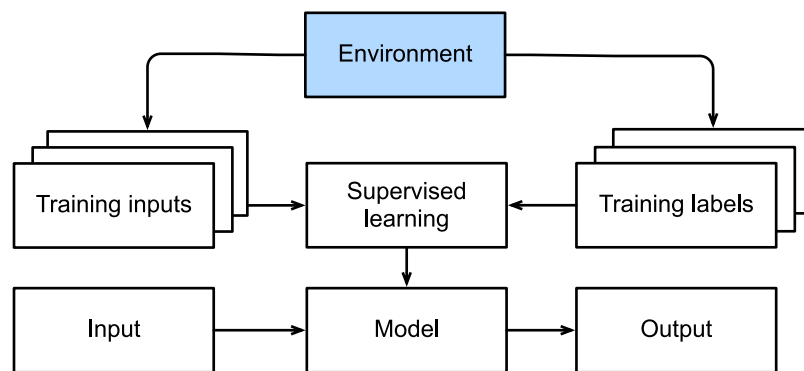 Environment
Training inputs
Supervised
learning
Training labels
Input
Model
Output